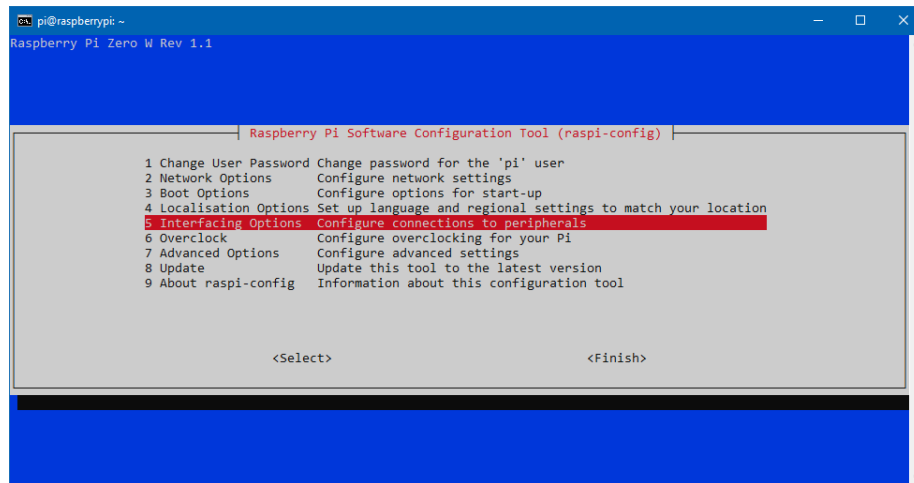 pi@raspberrypi: ~
Raspberry Pi Zero W Rev 1.1
Raspberry Pi Software Configuration Tool (raspi-config)
1 Change User Password Change password for the 'pi' user
2 Network Options Configure network settings
3 Boot Options Configure options for start-up
4 Localisation Options Set up language and regional settings to match your location
5 Interfacing Options Configure connections to peripherals
6 Overclock Configure overclocking for your Pi
7 Advanced Options Configure advanced settings
8 Update Update this tool to the latest version
9 About raspi-config Information about this configuration tool
<Select> <Finish>